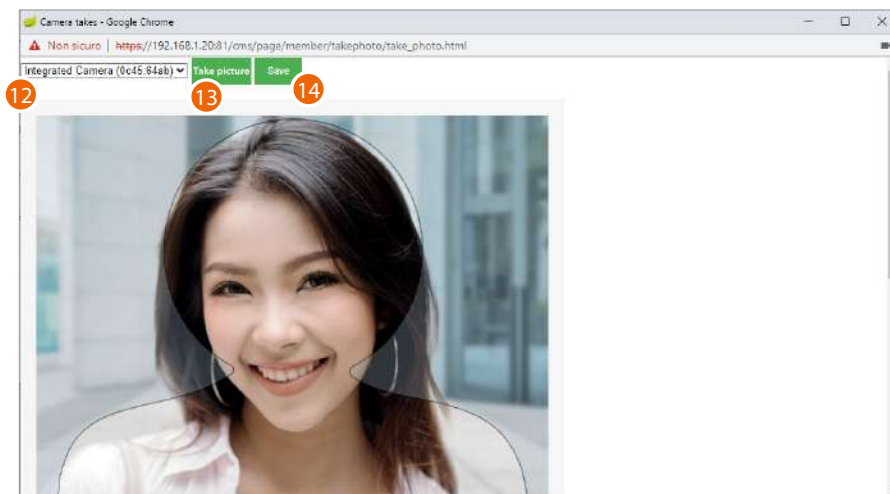 Camera takes - Google Chrome
Non sicuro | https://192.168.1.20:81/cms/page/member/takephoto/take_photo.html
Integrated Camera (0c45:64ab) Take picture Save
12 13 14